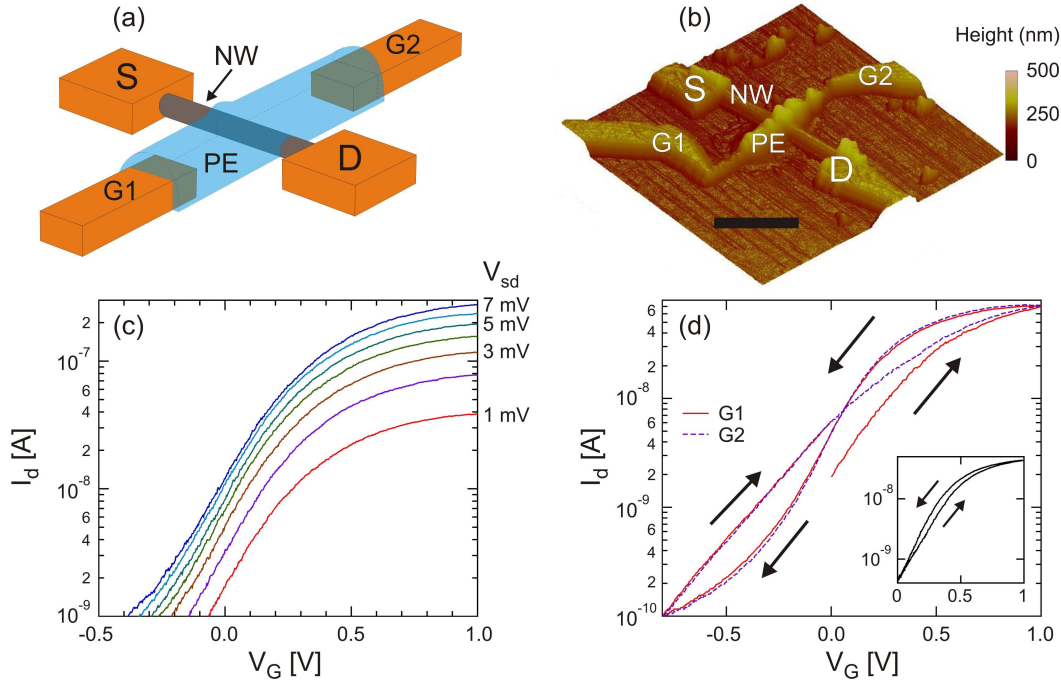 (a)
S
NW
G2
PE
G1
D
(b)
Height (nm)
500
250
0
S
NW
G2
G1
PE
D
(c)
V_sd
7 mV
5 mV
3 mV
1 mV
2
10^-7
8
6
4
2
10^-8
8
6
4
2
10^-9
-0.5
0.0
0.5
1.0
V_G [V]
I_d [A]
(d)
6
4
2
10^-8
8
6
4
2
10^-9
8
6
4
2
10^-10
-0.5
0.0
0.5
1.0
V_G [V]
I_d [A]
G1
G2
10^-8
10^-9
0
0.5
1